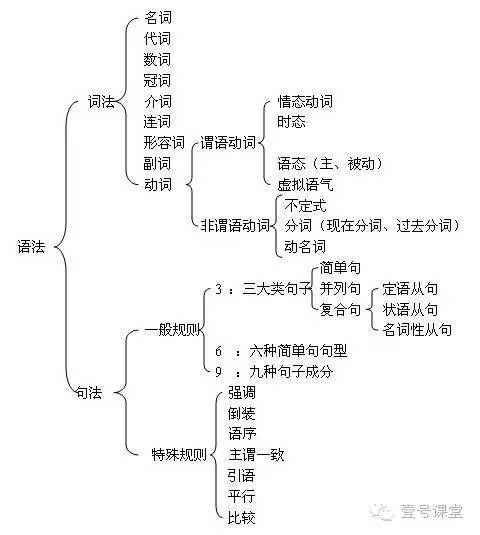 名词
代词
数词
冠词
词法
介词
情态动词
连词
时态
形容词
谓语动词
副词
语态（主、被动）
动词
虚拟语气
不定式
非谓语动词
分词（现在分词、过去分词）
动名词
语法
简单句
3 ：三大类句子
并列句
定语从句
复合句
状语从句
一般规则
名词性从句
6 ：六种简单句句型
9 ：九种句子成分
句法
强调
倒装
语序
特殊规则
主谓一致
引语
平行
比较
壹号课堂